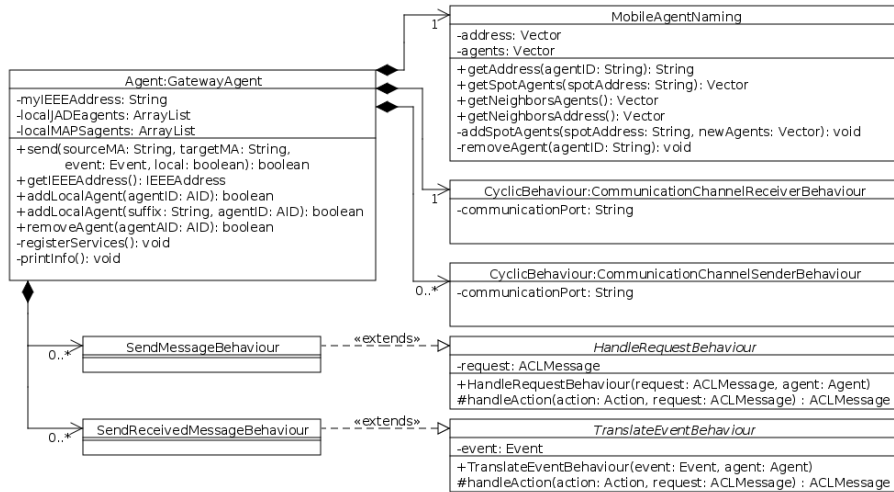 Agent:GatewayAgent
-myIEEEAddress: String
-localJADEagents: ArrayList
-localMAPSagents: ArrayList
+send(sourceMA: String, targetMA: String,
event: Event, local: boolean): boolean
+getIEEEAddress(): IEEEAddress
+addLocalAgent(agentID: AID): boolean
+addLocalAgent(suffix: String, agentID: AID): boolean
+removeAgent(agentAID: AID): boolean
-registerServices(): void
-printInfo(): void
1
MobileAgentNaming
-address: Vector
-agents: Vector
+getAddress(agentID: String): String
+getSpotAgents(spotAddress: String): Vector
+getNeighborsAgents(): Vector
+getNeighborsAddress(): Vector
-addSpotAgents(spotAddress: String, newAgents: Vector): void
-removeAgent(agentID: String): void
1
CyclicBehaviour:CommunicationChannelReceiverBehaviour
-communicationPort: String
0..*
CyclicBehaviour:CommunicationChannelSenderBehaviour
-communicationPort: String
0..*
SendMessageBehaviour
«extends»
HandleRequestBehaviour
-request: ACLMessage
+HandleRequestBehaviour(request: ACLMessage, agent: Agent)
#handleAction(action: Action, request: ACLMessage) : ACLMessage
0..*
SendReceivedMessageBehaviour
«extends»
TranslateEventBehaviour
-event: Event
+TranslateEventBehaviour(event: Event, agent: Agent)
#handleAction(action: Action, request: ACLMessage) : ACLMessage